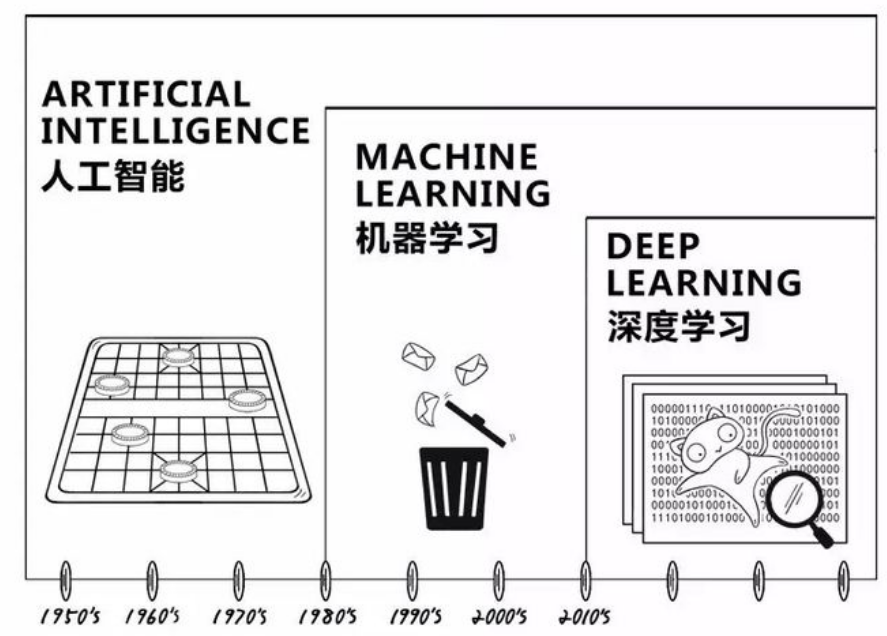 ARTIFICIAL
INTELLIGENCE
人工智能
MACHINE
LEARNING
机器学习
DEEP
LEARNING
深度学习
1950's 1960's 1970's 1980's 1990's 2000's 2010's